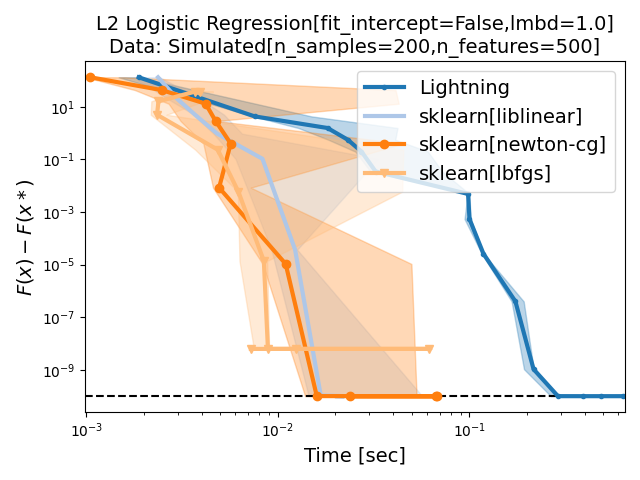 L2 Logistic Regression[fit_intercept=False,lmbd=1.0]
Data: Simulated[n_samples=200,n_features=500]
F(x) − F(x*)
10¹
10⁻¹
10⁻³
10⁻⁵
10⁻⁷
10⁻⁹
Lightning
sklearn[liblinear]
sklearn[newton-cg]
sklearn[lbfgs]
10⁻³
10⁻²
10⁻¹
Time [sec]